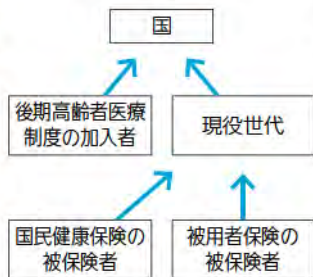 国
後期高齢者医療
制度の加入者
現役世代
国民健康保険の
被保険者
被用者保険の
被保険者